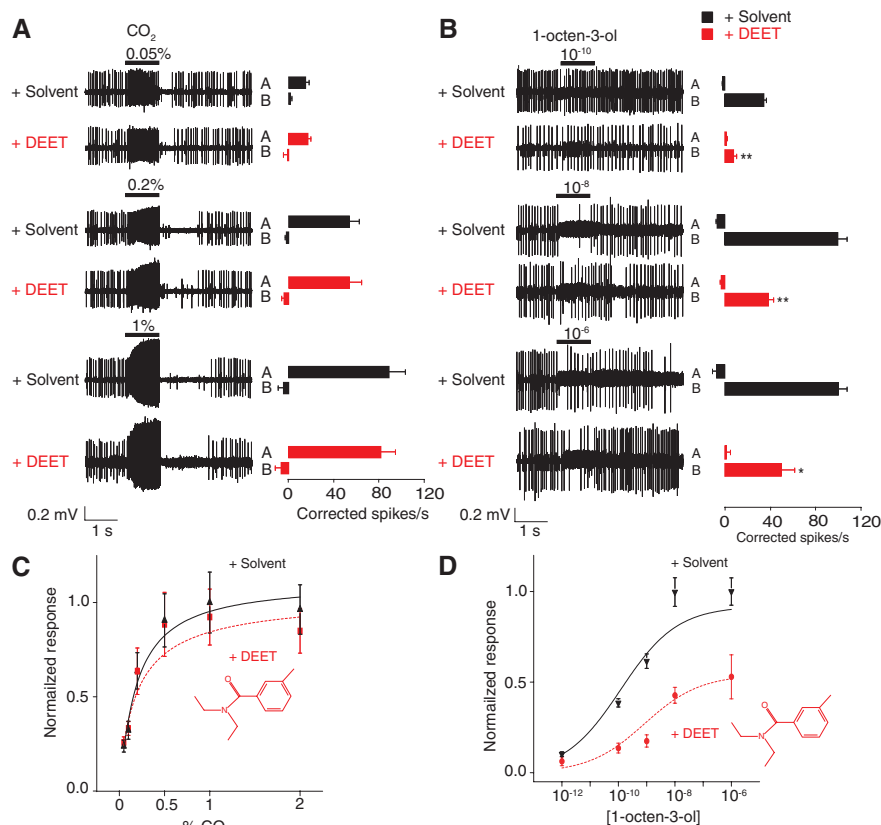 A
CO2
0.05%
+ Solvent
A
B
+ DEET
A
B
0.2%
+ Solvent
A
B
+ DEET
A
B
1%
+ Solvent
A
B
+ DEET
A
B
0.2 mV
1 s
0 40 80 120
Corrected spikes/s
B
1-octen-3-ol
+ Solvent
+ DEET
10-10
+ Solvent
A
B
+ DEET
A
B
**
10-8
+ Solvent
A
B
+ DEET
A
B
**
10-6
+ Solvent
A
B
+ DEET
A
B
*
0.2 mV
1 s
0 40 80 120
Corrected spikes/s
C
+ Solvent
Normalized response
1.0
0.5
0.0
+ DEET
O
N
0 0.5 1 2
D
+ Solvent
Normailzed response
1.0
0.5
0.0
+ DEET
O
N
10-12 10-10 10-8 10-6
[1-octen-3-ol]